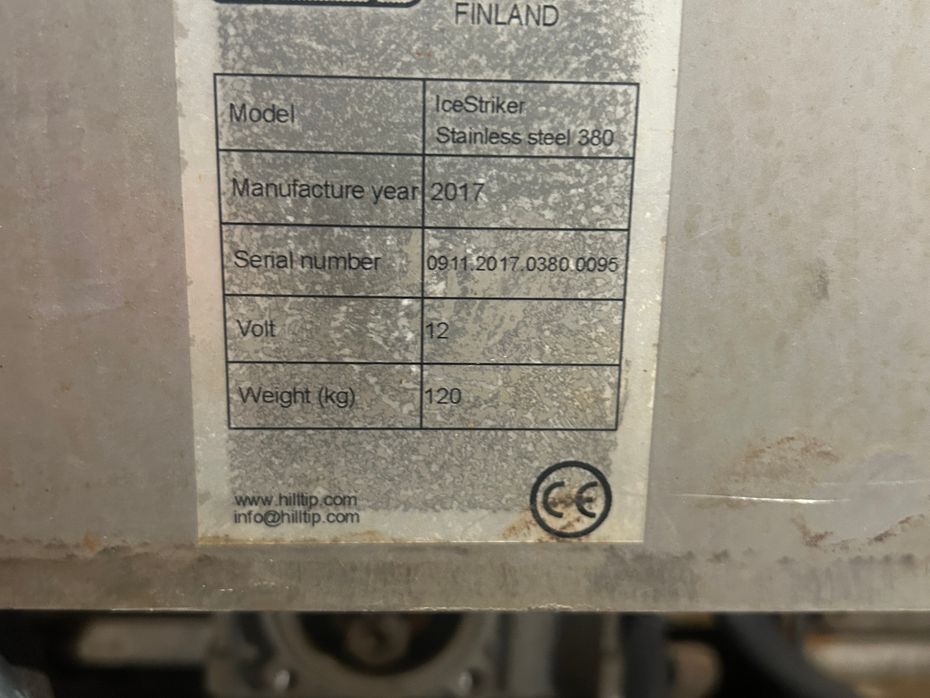 FINLAND
Model IceStriker
Stainless steel 380
Manufacture year 2017
Serial number 0911.2017.0380.0095
Volt 12
Weight (kg) 120
www.hilltip.com
info@hilltip.com
CE